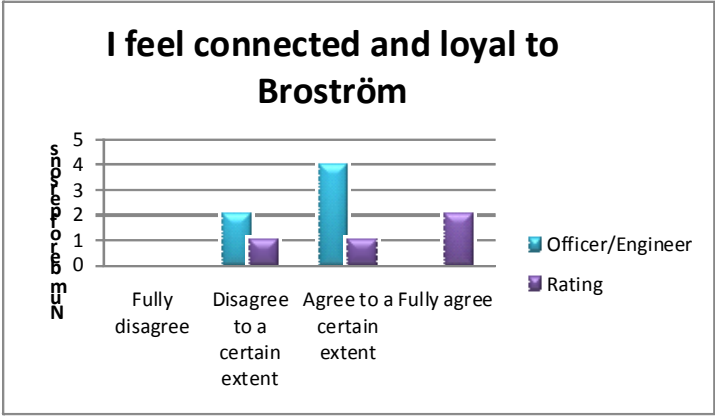 I feel connected and loyal to
Broström
Number of persons
5
4
3
2
1
0
Fully
disagree
Disagree
to a
certain
extent
Agree to a
certain
extent
Fully agree
Officer/Engineer
Rating